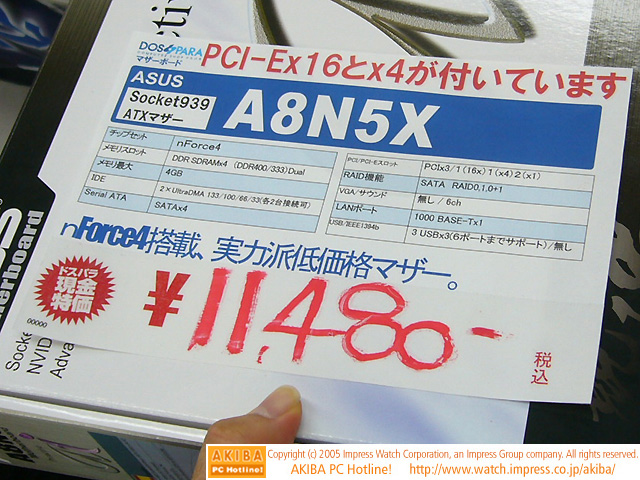 DOS PARA
マザーボード
PCI-Ex16とx4が付いています
ASUS
Socket939
ATXマザー
A8N5X
チップセット nForce4
メモリスロット DDR SDRAMx4 (DDR400/333)Dual
メモリ最大 4GB
IDE 2×UltraDMA 133/100/66/33(各2台接続可)
Serial ATA SATAx4
PCI/PCI-Eスロット PCIx3/1(16x)1(x4)2(x1)
RAID機能 SATA RAID0,1,0+1
VGA/サウンド 無し / 6ch
LANポート 1000 BASE-Tx1
USB/IEEE1394b 3 USBx3(6ポートまでサポート)/無し
nForce4搭載、実力派低価格マザー。
ドスパラ
現金
特価
¥11,480-
税込
00000
Socke
NVID
Adva
herboard
AKIBA
PC Hotline!
Copyright (c) 2005 Impress Watch Corporation, an Impress Group company. All rights reserved.
AKIBA PC Hotline! http://www.watch.impress.co.jp/akiba/